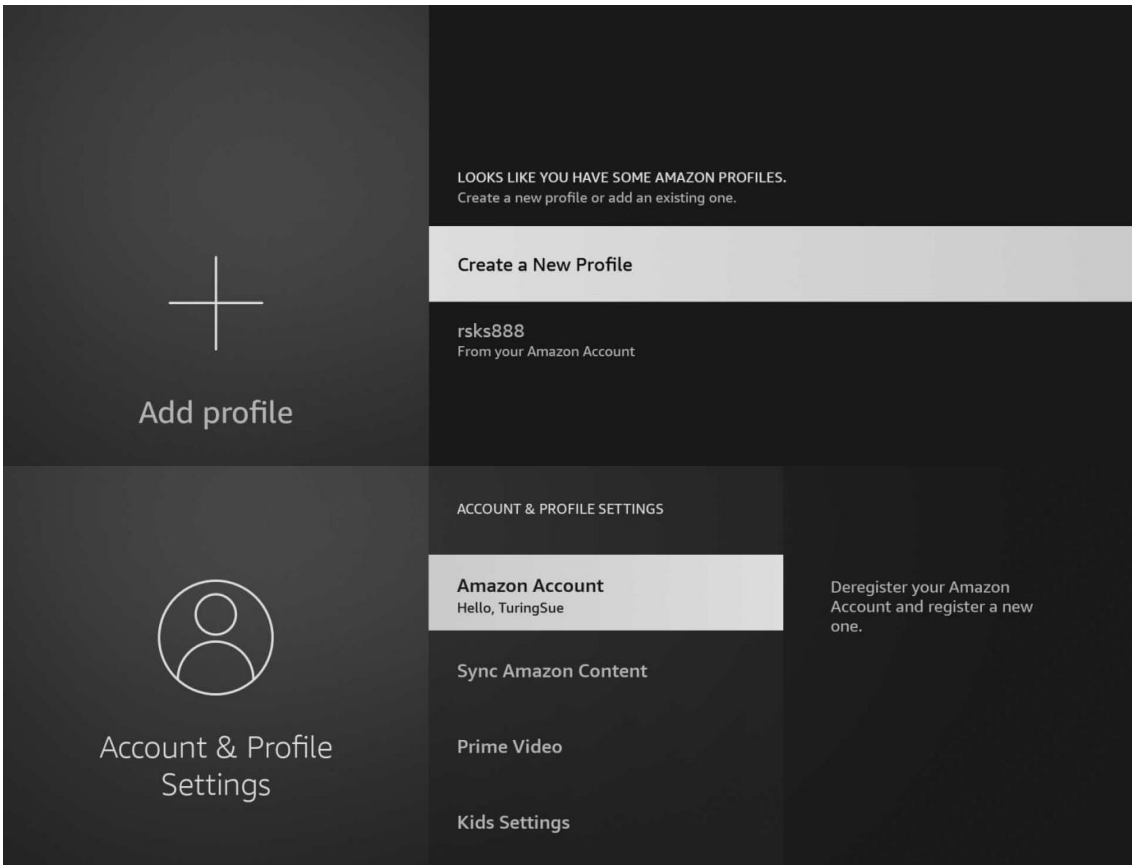 LOOKS LIKE YOU HAVE SOME AMAZON PROFILES.
Create a new profile or add an existing one.
Create a New Profile
rsks888
From your Amazon Account
Add profile
ACCOUNT & PROFILE SETTINGS
Amazon Account
Hello, TuringSue
Sync Amazon Content
Prime Video
Kids Settings
Deregister your Amazon
Account and register a new
one.
Account & Profile
Settings